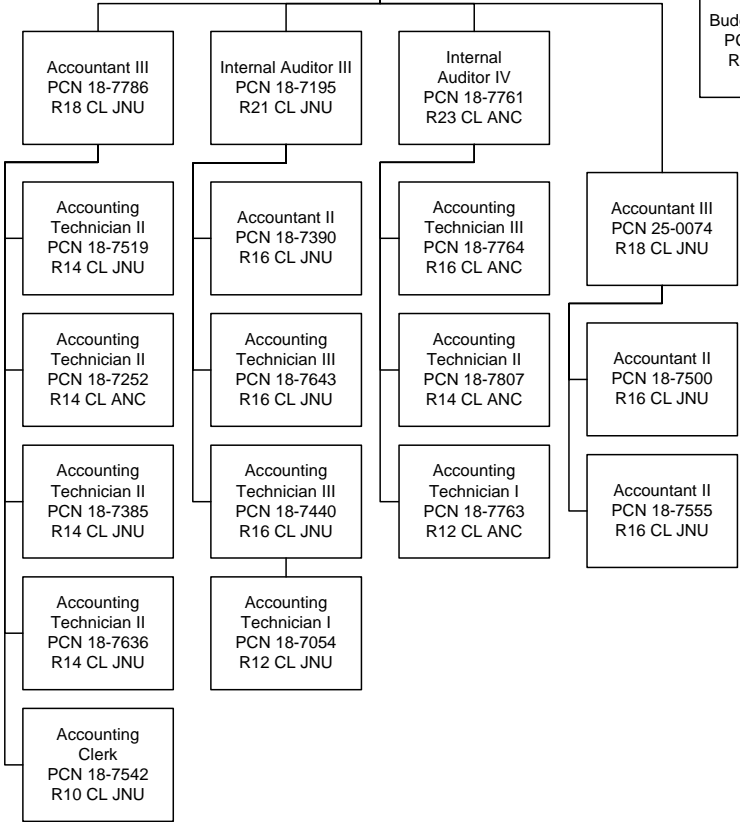 Accountant III
PCN 18-7786
R18 CL JNU
Internal Auditor III
PCN 18-7195
R21 CL JNU
Internal
Auditor IV
PCN 18-7761
R23 CL ANC
Accounting
Technician II
PCN 18-7519
R14 CL JNU
Accountant II
PCN 18-7390
R16 CL JNU
Accounting
Technician III
PCN 18-7764
R16 CL ANC
Accountant III
PCN 25-0074
R18 CL JNU
Accounting
Technician II
PCN 18-7252
R14 CL ANC
Accounting
Technician III
PCN 18-7643
R16 CL JNU
Accounting
Technician II
PCN 18-7807
R14 CL ANC
Accountant II
PCN 18-7500
R16 CL JNU
Accounting
Technician II
PCN 18-7385
R14 CL JNU
Accounting
Technician III
PCN 18-7440
R16 CL JNU
Accounting
Technician I
PCN 18-7763
R12 CL ANC
Accountant II
PCN 18-7555
R16 CL JNU
Accounting
Technician II
PCN 18-7636
R14 CL JNU
Accounting
Technician I
PCN 18-7054
R12 CL JNU
Accounting
Clerk
PCN 18-7542
R10 CL JNU